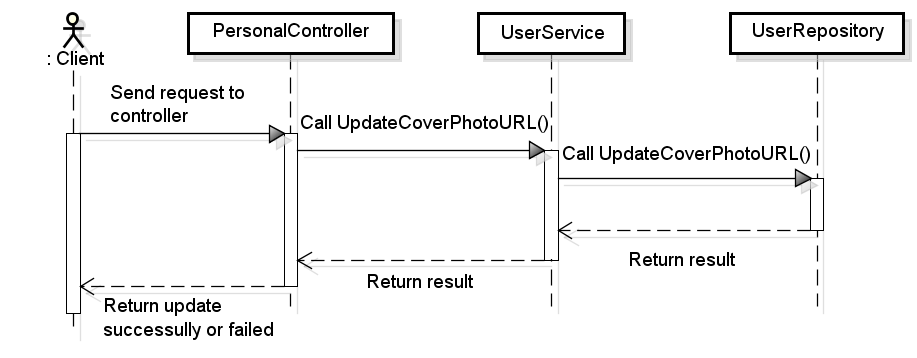 PersonalController
UserService
UserRepository
: Client
Send request to
controller
Call UpdateCoverPhotoURL()
Call UpdateCoverPhotoURL()
Return result
Return result
Return update
successully or failed